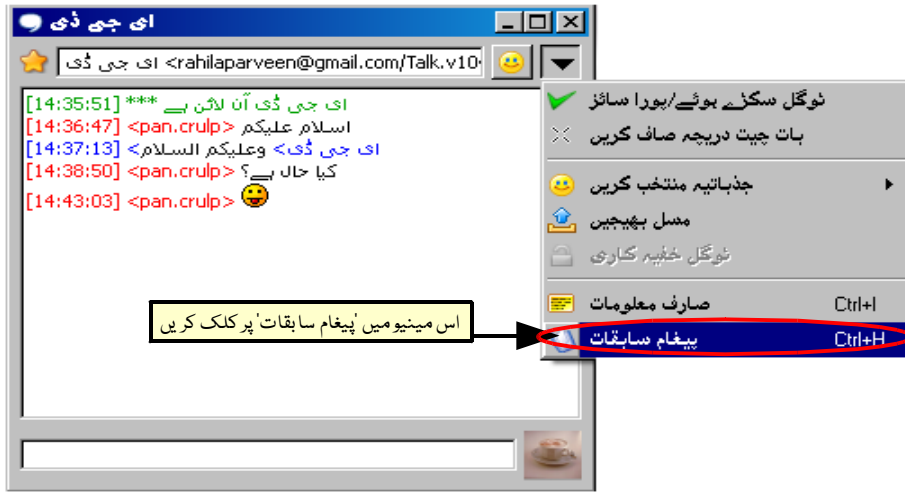 ای جی ڈی
ای جی ڈی <rahilaparveen@gmail.com/Talk.v10
[14:35:51] *** ای جی ڈی آن لائن ہے
[14:36:47] <pan.crulp> اسلام علیکم
[14:37:13] <ای جی ڈی> وعلیکم السلام
[14:38:50] <pan.crulp> کیا حال ہے؟
[14:43:03] <pan.crulp>
ٹوگل سکڑے ہوئے/پورا سائز
بات چیت دریچہ صاف کریں
جذباتیہ منتخب کریں
مسل بھیجیں
ٹوگل خفیہ کاری
صارف معلومات Ctrl+I
پیغام سابقات Ctrl+H
اس مینیو میں 'پیغام سابقات' پر کلک کریں